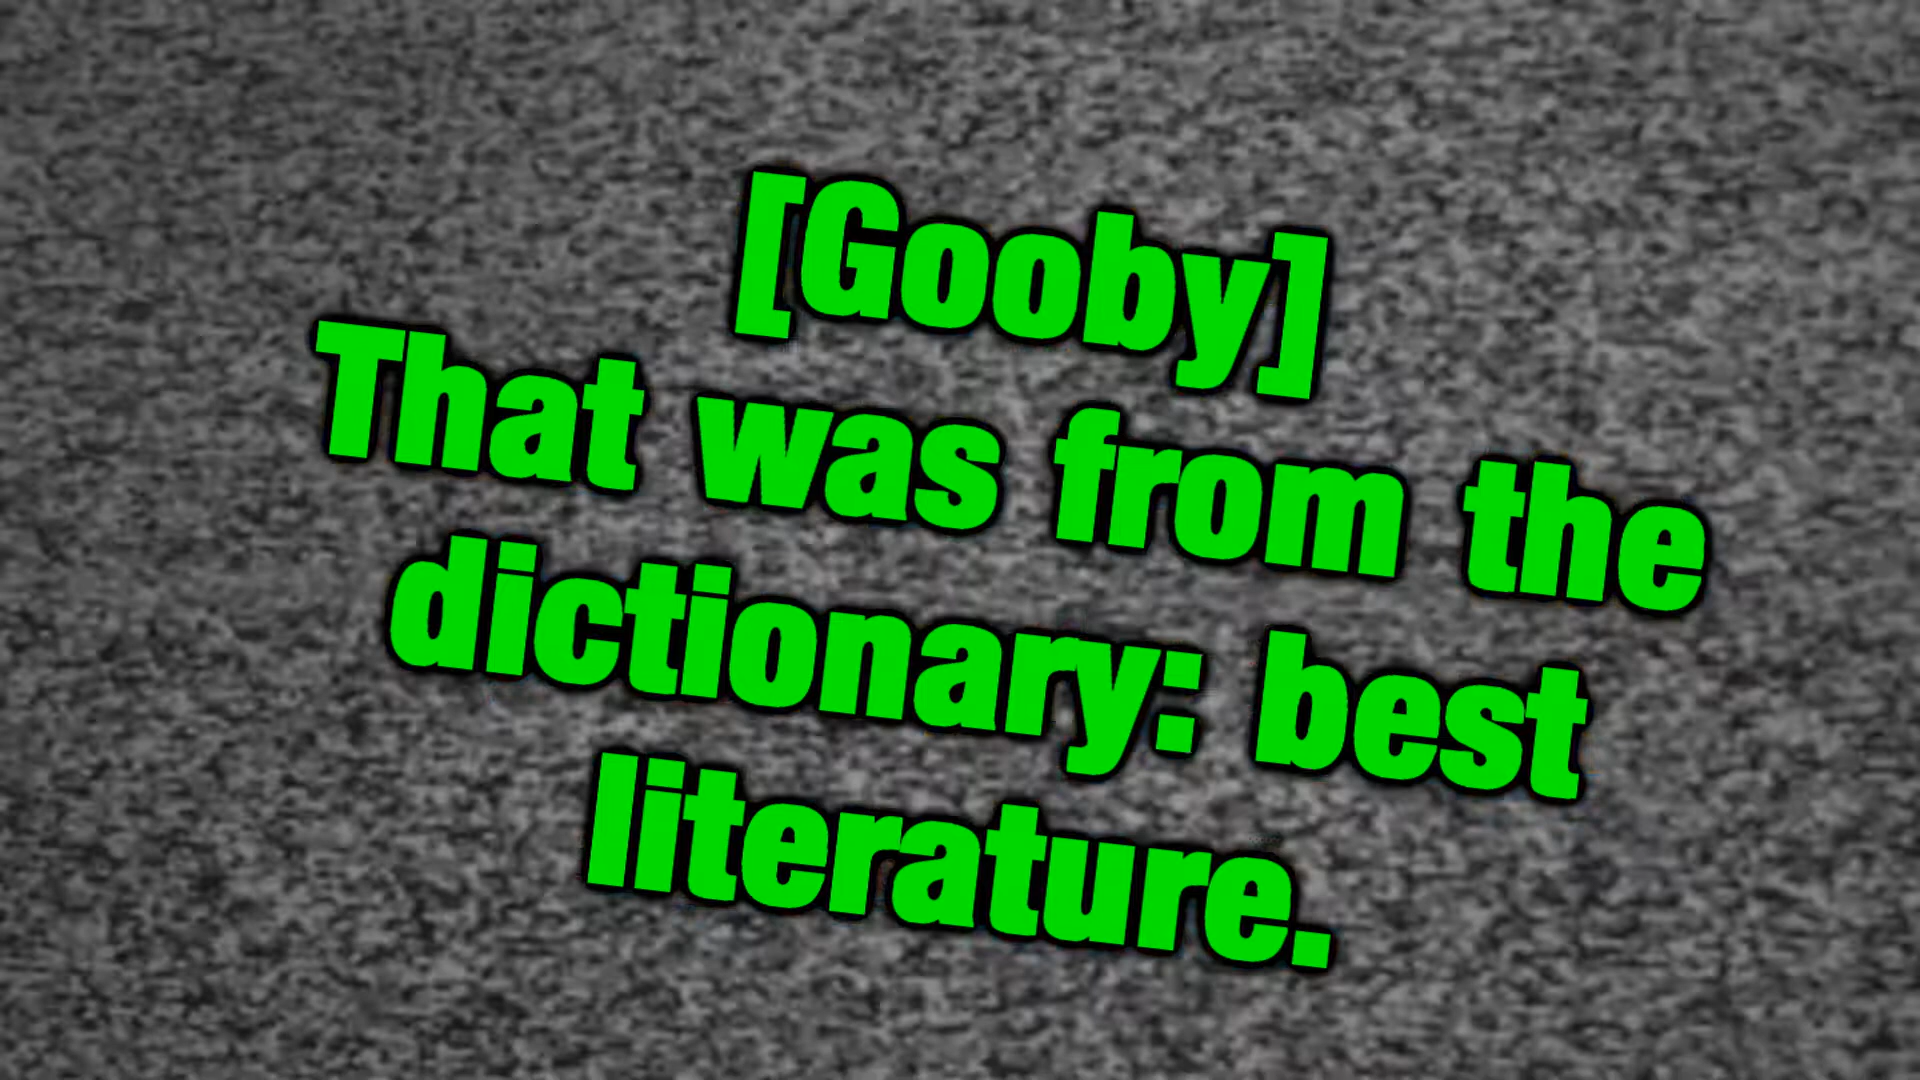 [Gooby]
That was from the
dictionary: best
literature.